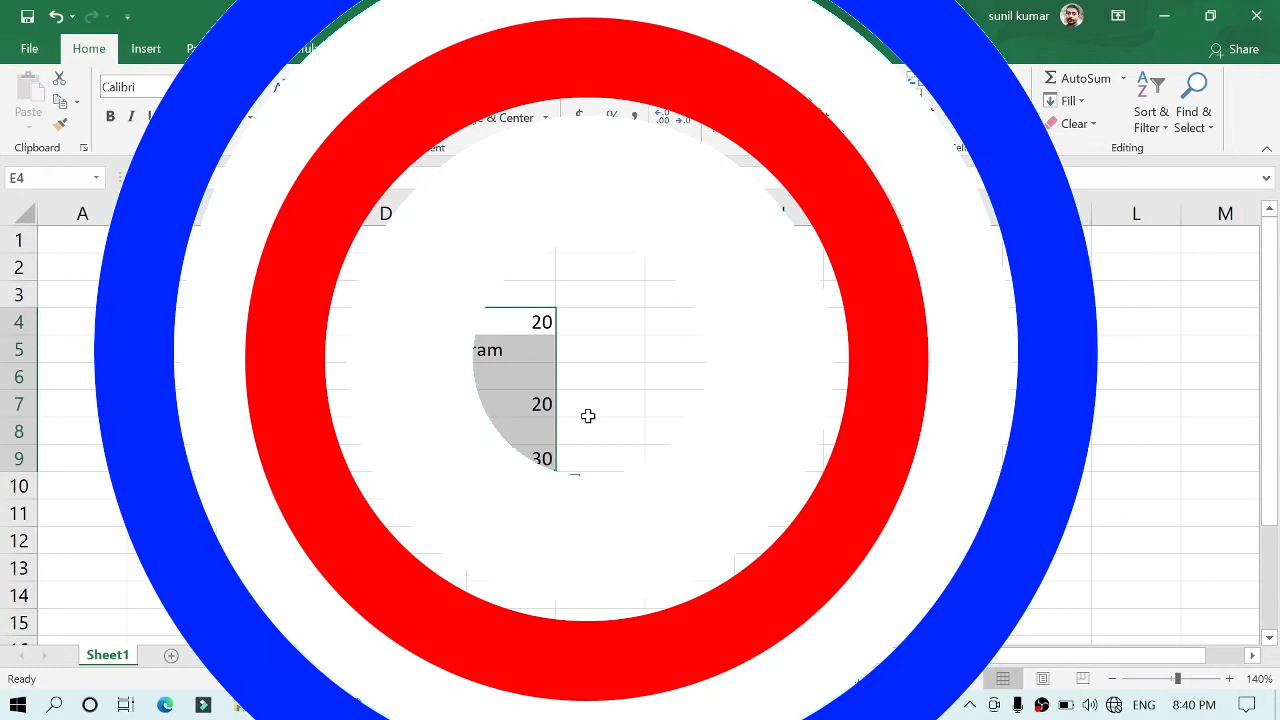 sunil kumar
File Home Insert
Share
Calibri
AutoSum
Paste
Fill
B I
& Center
$ % ,
Sort & Find &
Clear
Filter Select
Clipboard
Editing
E4
A D L M
1
2
3
4 20
5 ram
6
7 20
8
9 30
10
11
12
13
14
15
Sheet1
Ready
140%
ENG 8:40 PM